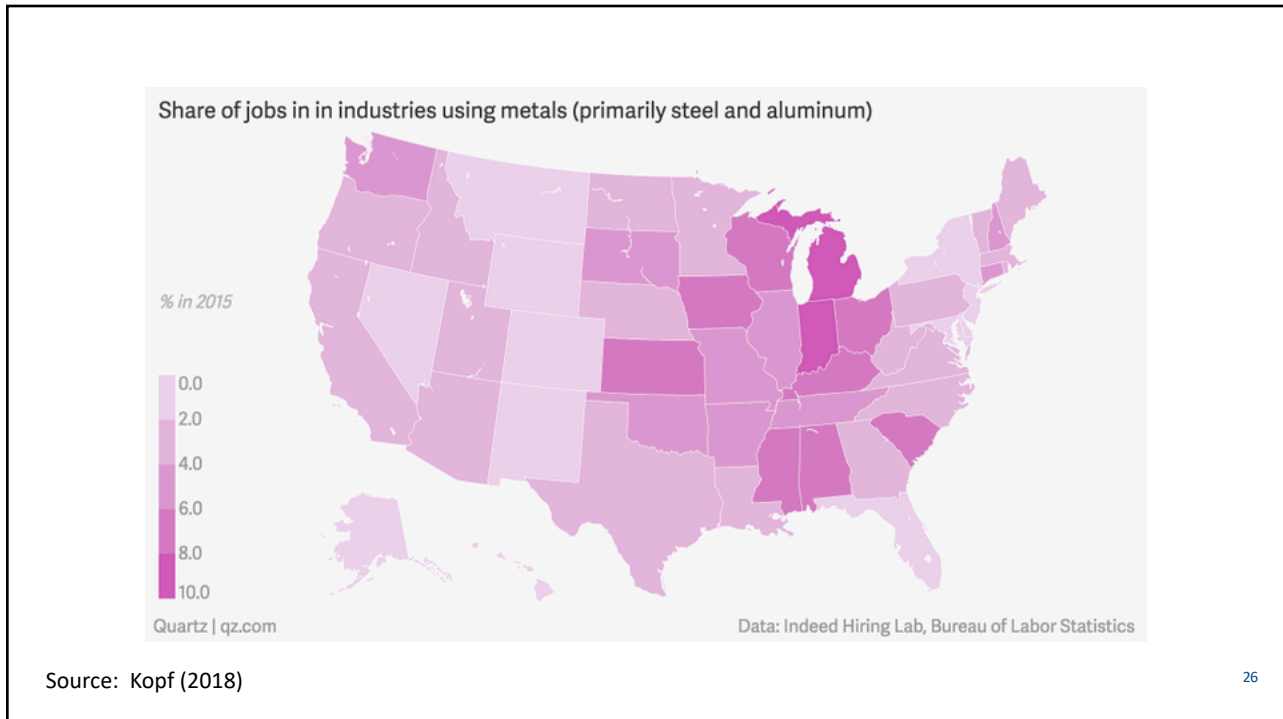 Share of jobs in in industries using metals (primarily steel and aluminum)
% in 2015
0.0
2.0
4.0
6.0
8.0
10.0
Quartz | qz.com
Data: Indeed Hiring Lab, Bureau of Labor Statistics
Source: Kopf (2018)
26